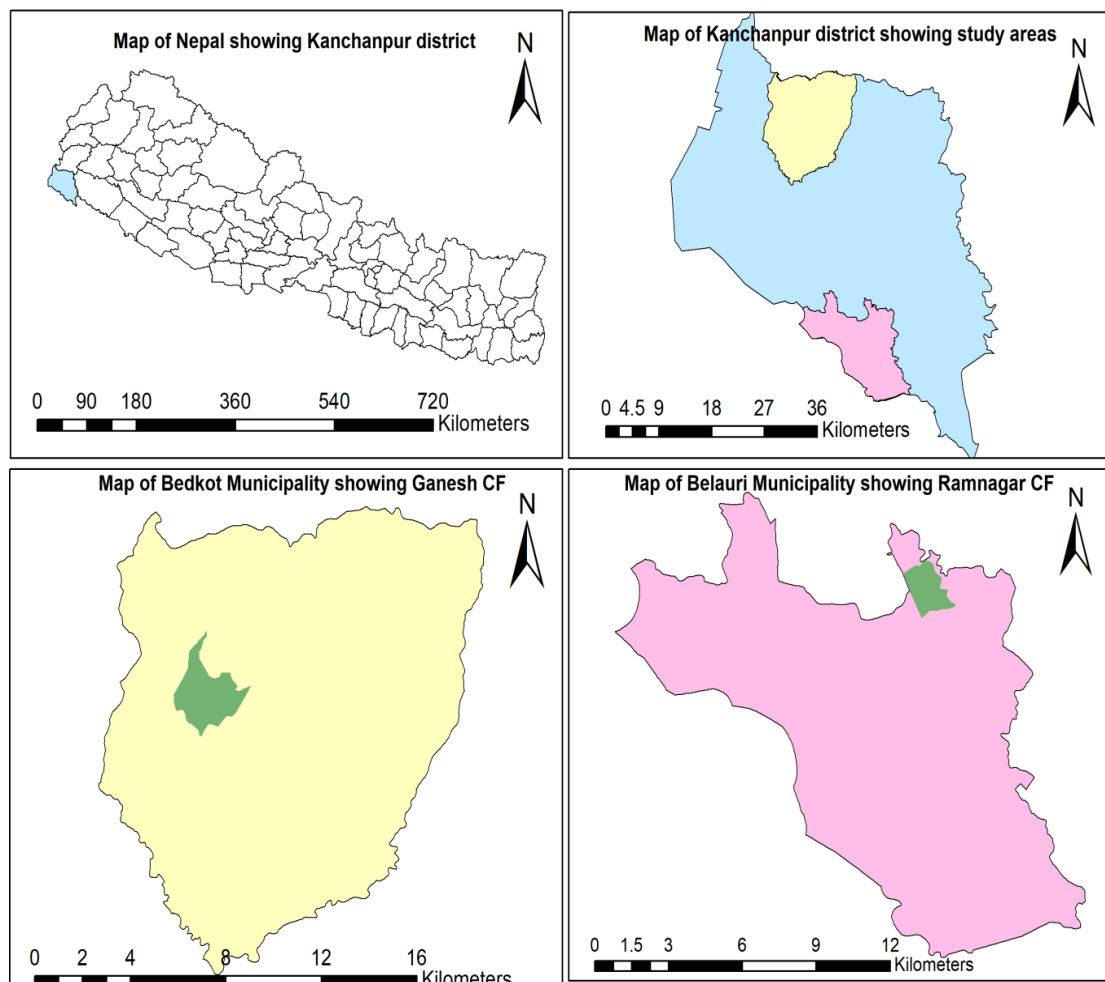 Map of Nepal showing Kanchanpur district
N
0 90 180 360 540 720
Kilometers
Map of Kanchanpur district showing study areas
N
0 4.5 9 18 27 36
Kilometers
Map of Bedkot Municipality showing Ganesh CF
N
0 2 4 8 12 16
Kilometers
Map of Belauri Municipality showing Ramnagar CF
N
0 1.5 3 6 9 12
Kilometers